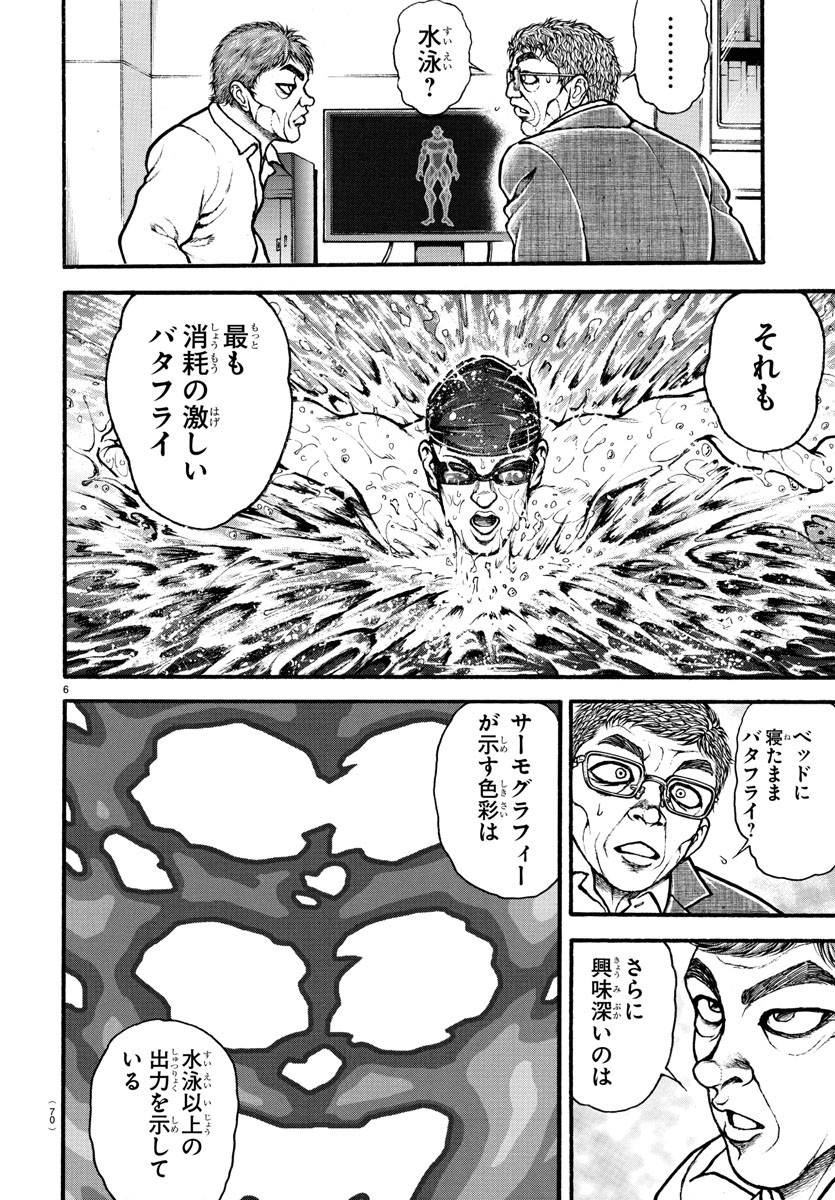 ………
水泳？
それも
最も
消耗の激しい
バタフライ
ベッドに
寝たまま
バタフライ？
さらに
興味深いのは
サーモグラフィー
が示す色彩は
水泳以上の
出力を示して
いる
6
(70)